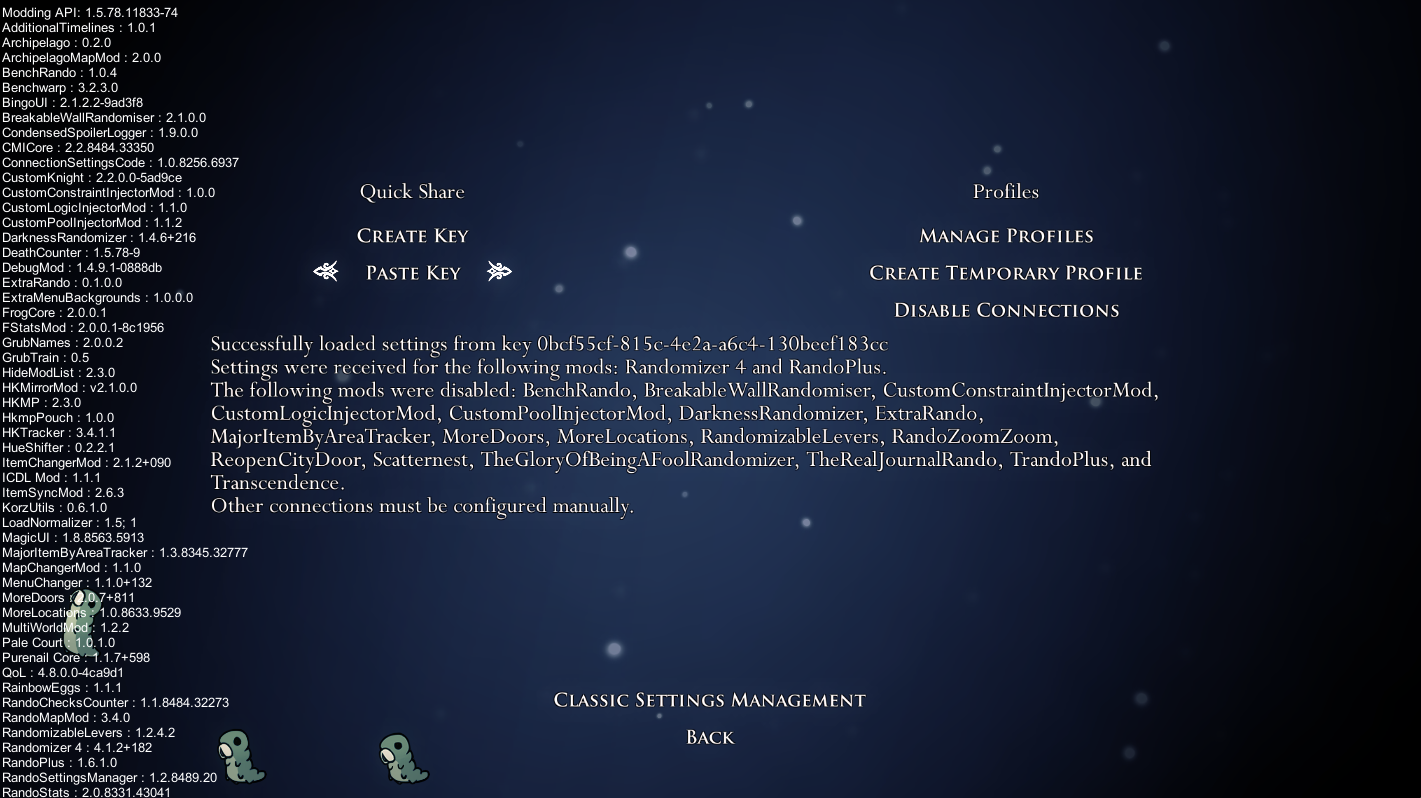 Modding API: 1.5.78.11833-74
AdditionalTimelines : 1.0.1
Archipelago : 0.2.0
ArchipelagoMapMod : 2.0.0
BenchRando : 1.0.4
Benchwarp : 3.2.3.0
BingoUI : 2.1.2.2-9ad3f8
BreakableWallRandomiser : 2.1.0.0
CondensedSpoilerLogger : 1.9.0.0
CMICore : 2.2.8484.33350
ConnectionSettingsCode : 1.0.8256.6937
CustomKnight : 2.2.0.0-5ad9ce
CustomConstraintInjectorMod : 1.0.0
CustomLogicInjectorMod : 1.1.0
CustomPoolInjectorMod : 1.1.2
DarknessRandomizer : 1.4.6+216
DeathCounter : 1.5.78-9
DebugMod : 1.4.9.1-0888db
ExtraRando : 0.1.0.0
ExtraMenuBackgrounds : 1.0.0.0
FrogCore : 2.0.0.1
FStatsMod : 2.0.0.1-8c1956
GrubNames : 2.0.0.2
GrubTrain : 0.5
HideModList : 2.3.0
HKMirrorMod : v2.1.0.0
HKMP : 2.3.0
HkmpPouch : 1.0.0
HKTracker : 3.4.1.1
HueShifter : 0.2.2.1
ItemChangerMod : 2.1.2+090
ICDL Mod : 1.1.1
ItemSyncMod : 2.6.3
KorzUtils : 0.6.1.0
LoadNormalizer : 1.5; 1
MagicUI : 1.8.8563.5913
MajorItemByAreaTracker : 1.3.8345.32777
MapChangerMod : 1.1.0
MenuChanger : 1.1.0+132
MoreDoors : 2.0.7+811
MoreLocations : 1.0.8633.9529
MultiWorldMod : 1.2.2
Pale Court : 1.0.1.0
Purenail Core : 1.1.7+598
QoL : 4.8.0.0-4ca9d1
RainbowEggs : 1.1.1
RandoChecksCounter : 1.1.8484.32273
RandoMapMod : 3.4.0
RandomizableLevers : 1.2.4.2
Randomizer 4 : 4.1.2+182
RandoPlus : 1.6.1.0
RandoSettingsManager : 1.2.8489.20
RandoStats : 2.0.8331.43041
Quick Share
Create Key
Paste Key
Profiles
Manage Profiles
Create Temporary Profile
Disable Connections
Successfully loaded settings from key 0bcf55cf-815c-4e2a-a6c4-130beef183cc
Settings were received for the following mods: Randomizer 4 and RandoPlus.
The following mods were disabled: BenchRando, BreakableWallRandomiser, CustomConstraintInjectorMod,
CustomLogicInjectorMod, CustomPoolInjectorMod, DarknessRandomizer, ExtraRando,
MajorItemByAreaTracker, MoreDoors, MoreLocations, RandomizableLevers, RandoZoomZoom,
ReopenCityDoor, Scatternest, TheGloryOfBeingAFoolRandomizer, TheRealJournalRando, TrandoPlus, and
Transcendence.
Other connections must be configured manually.
Classic Settings Management
Back